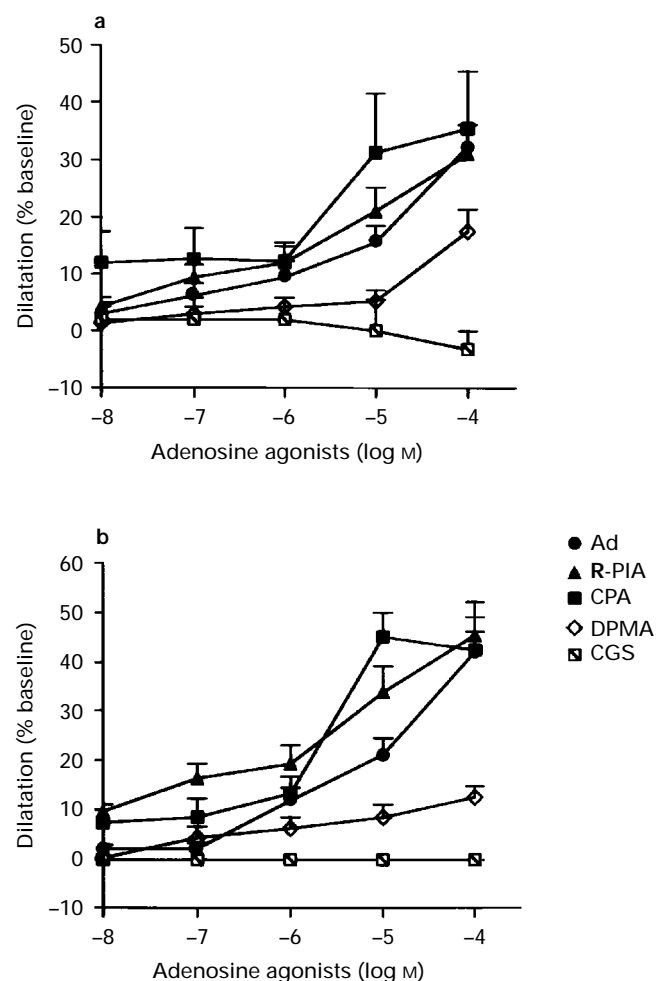 a
50
40
30
20
10
0
–10
Dilatation (% baseline)
–8 –7 –6 –5 –4
Adenosine agonists (log M)
b
60
50
40
30
20
10
0
–10
Dilatation (% baseline)
–8 –7 –6 –5 –4
Adenosine agonists (log M)
Ad
R-PIA
CPA
DPMA
CGS